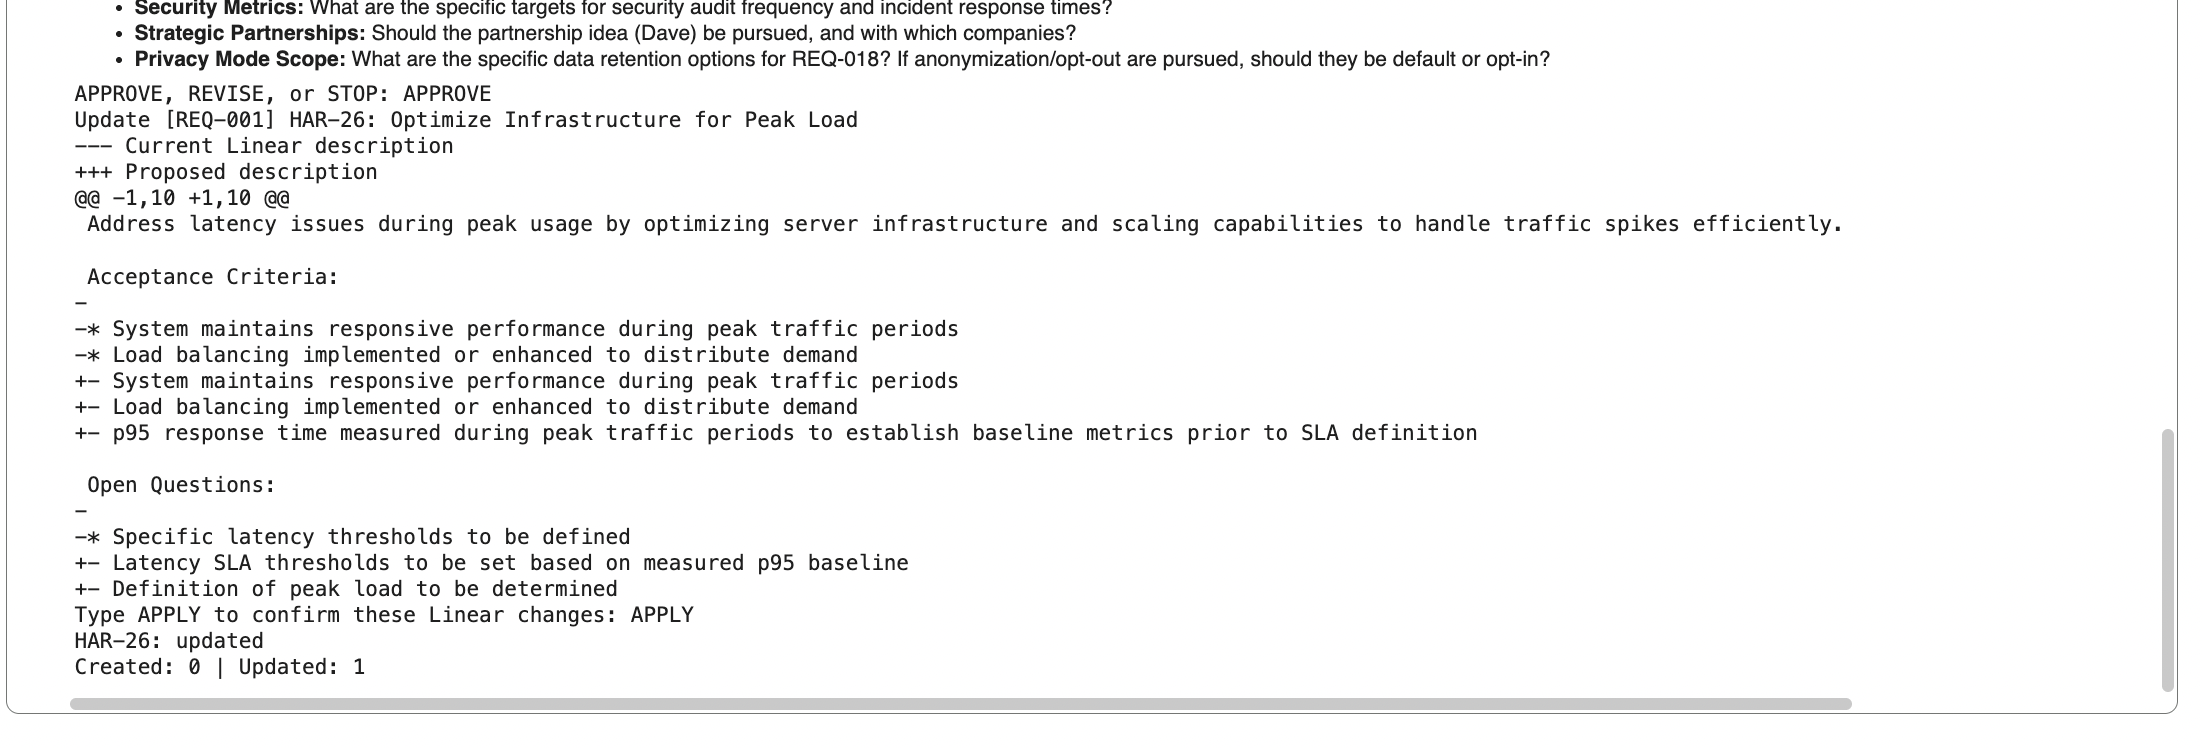 • Security Metrics: What are the specific targets for security audit frequency and incident response times?
• Strategic Partnerships: Should the partnership idea (Dave) be pursued, and with which companies?
• Privacy Mode Scope: What are the specific data retention options for REQ-018? If anonymization/opt-out are pursued, should they be default or opt-in?
APPROVE, REVISE, or STOP: APPROVE
Update [REQ-001] HAR-26: Optimize Infrastructure for Peak Load
--- Current Linear description
+++ Proposed description
@@ -1,10 +1,10 @@
 Address latency issues during peak usage by optimizing server infrastructure and scaling capabilities to handle traffic spikes efficiently.
 Acceptance Criteria:
-
-* System maintains responsive performance during peak traffic periods
-* Load balancing implemented or enhanced to distribute demand
+- System maintains responsive performance during peak traffic periods
+- Load balancing implemented or enhanced to distribute demand
+- p95 response time measured during peak traffic periods to establish baseline metrics prior to SLA definition
 Open Questions:
-
-* Specific latency thresholds to be defined
+- Latency SLA thresholds to be set based on measured p95 baseline
+- Definition of peak load to be determined
Type APPLY to confirm these Linear changes: APPLY
HAR-26: updated
Created: 0 | Updated: 1